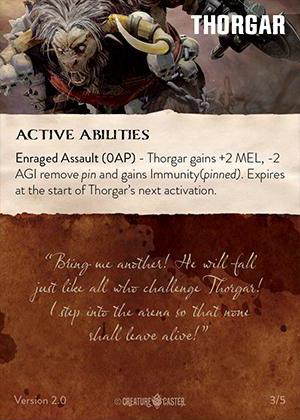 THORGAR
ACTIVE ABILITIES
Enraged Assault (0AP) - Thorgar gains +2 MEL, -2
AGI remove pin and gains Immunity(pinned). Expires
at the start of Thorgar's next activation.
"Bring me another! He will fall
just like all who challenge Thorgar!
I step into the arena so that none
shall leave alive!"
Version 2.0
© CREATURE CASTER
3/5